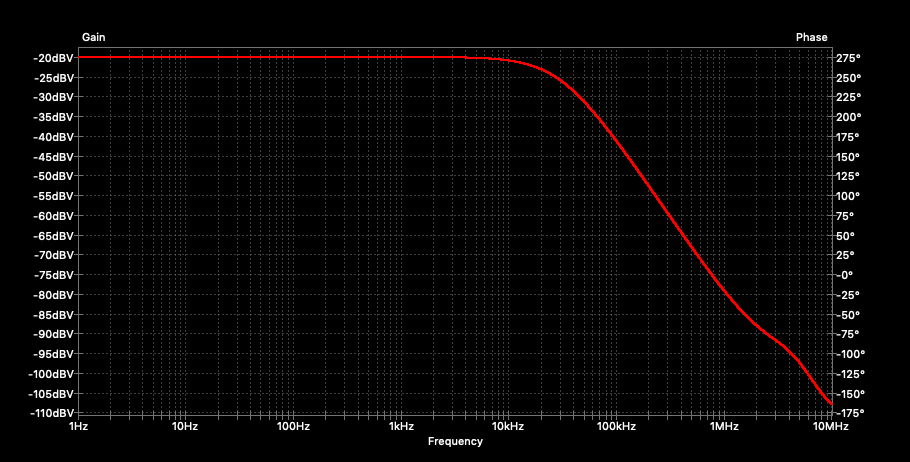 Gain Phase
-20dBV 275°
-25dBV 250°
-30dBV 225°
-35dBV 200°
-40dBV 175°
-45dBV 150°
-50dBV 125°
-55dBV 100°
-60dBV 75°
-65dBV 50°
-70dBV 25°
-75dBV -0°
-80dBV -25°
-85dBV -50°
-90dBV -75°
-95dBV -100°
-100dBV -125°
-105dBV -150°
-110dBV -175°
1Hz 10Hz 100Hz 1kHz 10kHz 100kHz 1MHz 10MHz
Frequency